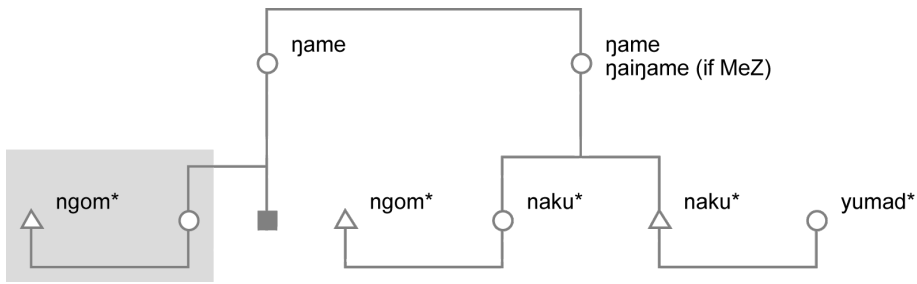 ŋame
ŋame
ŋaiŋame (if MeZ)
ngom*
ngom*
naku*
naku*
yumad*